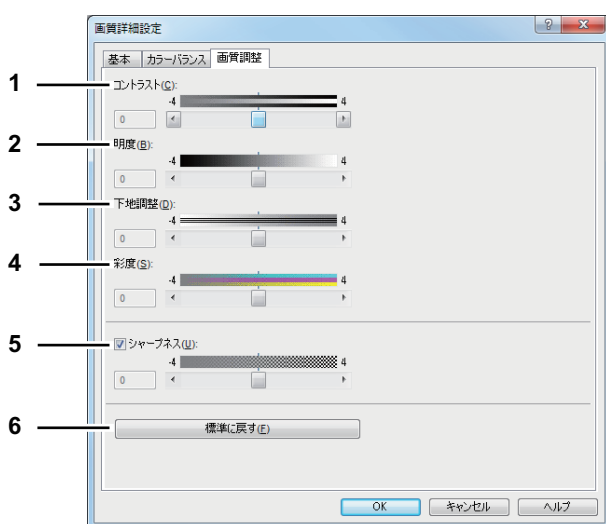 画質詳細設定
基本 カラーバランス 画質調整
1 コントラスト(C):
-4 4
0
2 明度(B):
-4 4
0
3 下地調整(D):
-4 4
0
4 彩度(S):
-4 4
0
5 シャープネス(U):
-4 4
0
6 標準に戻す(F)
OK キャンセル ヘルプ